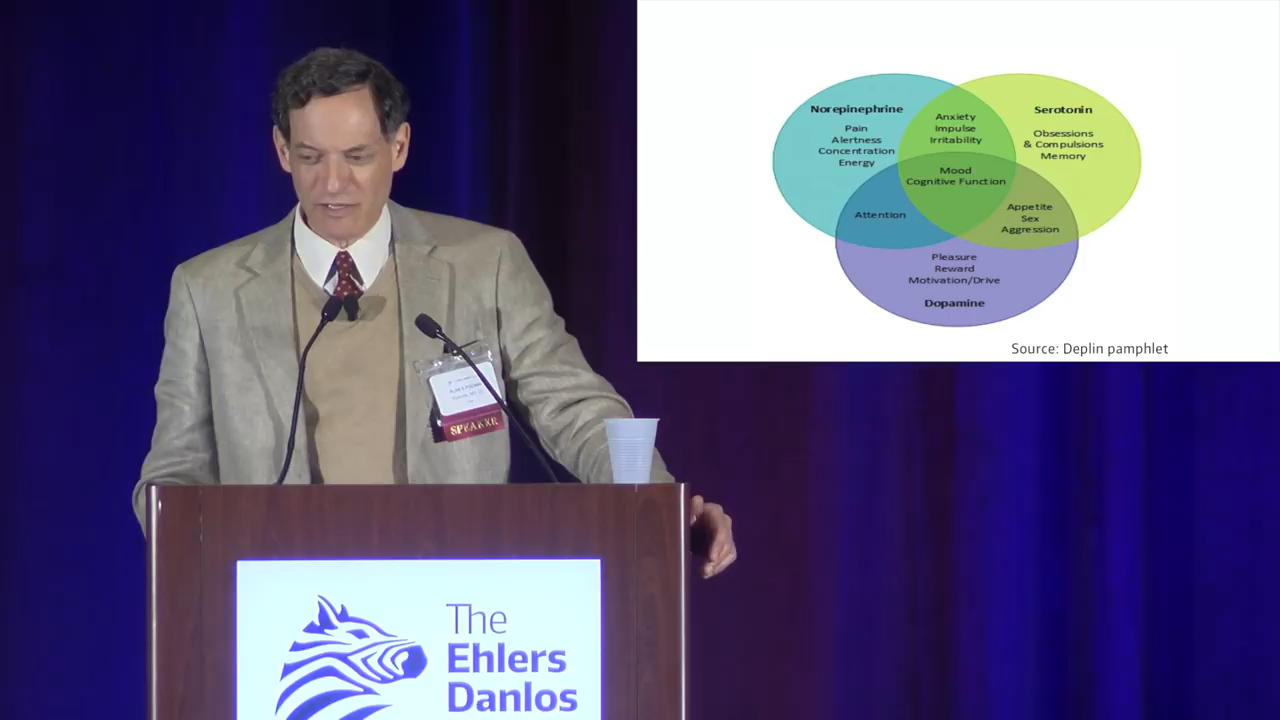 Norepinephrine
Pain
Alertness
Concentration
Energy
Anxiety
Impulse
Irritability
Serotonin
Obsessions
& Compulsions
Memory
Mood
Cognitive Function
Attention
Appetite
Sex
Aggression
Pleasure
Reward
Motivation/Drive
Dopamine
Source: Deplin pamphlet
SPEAKER
The
Ehlers
Danlos